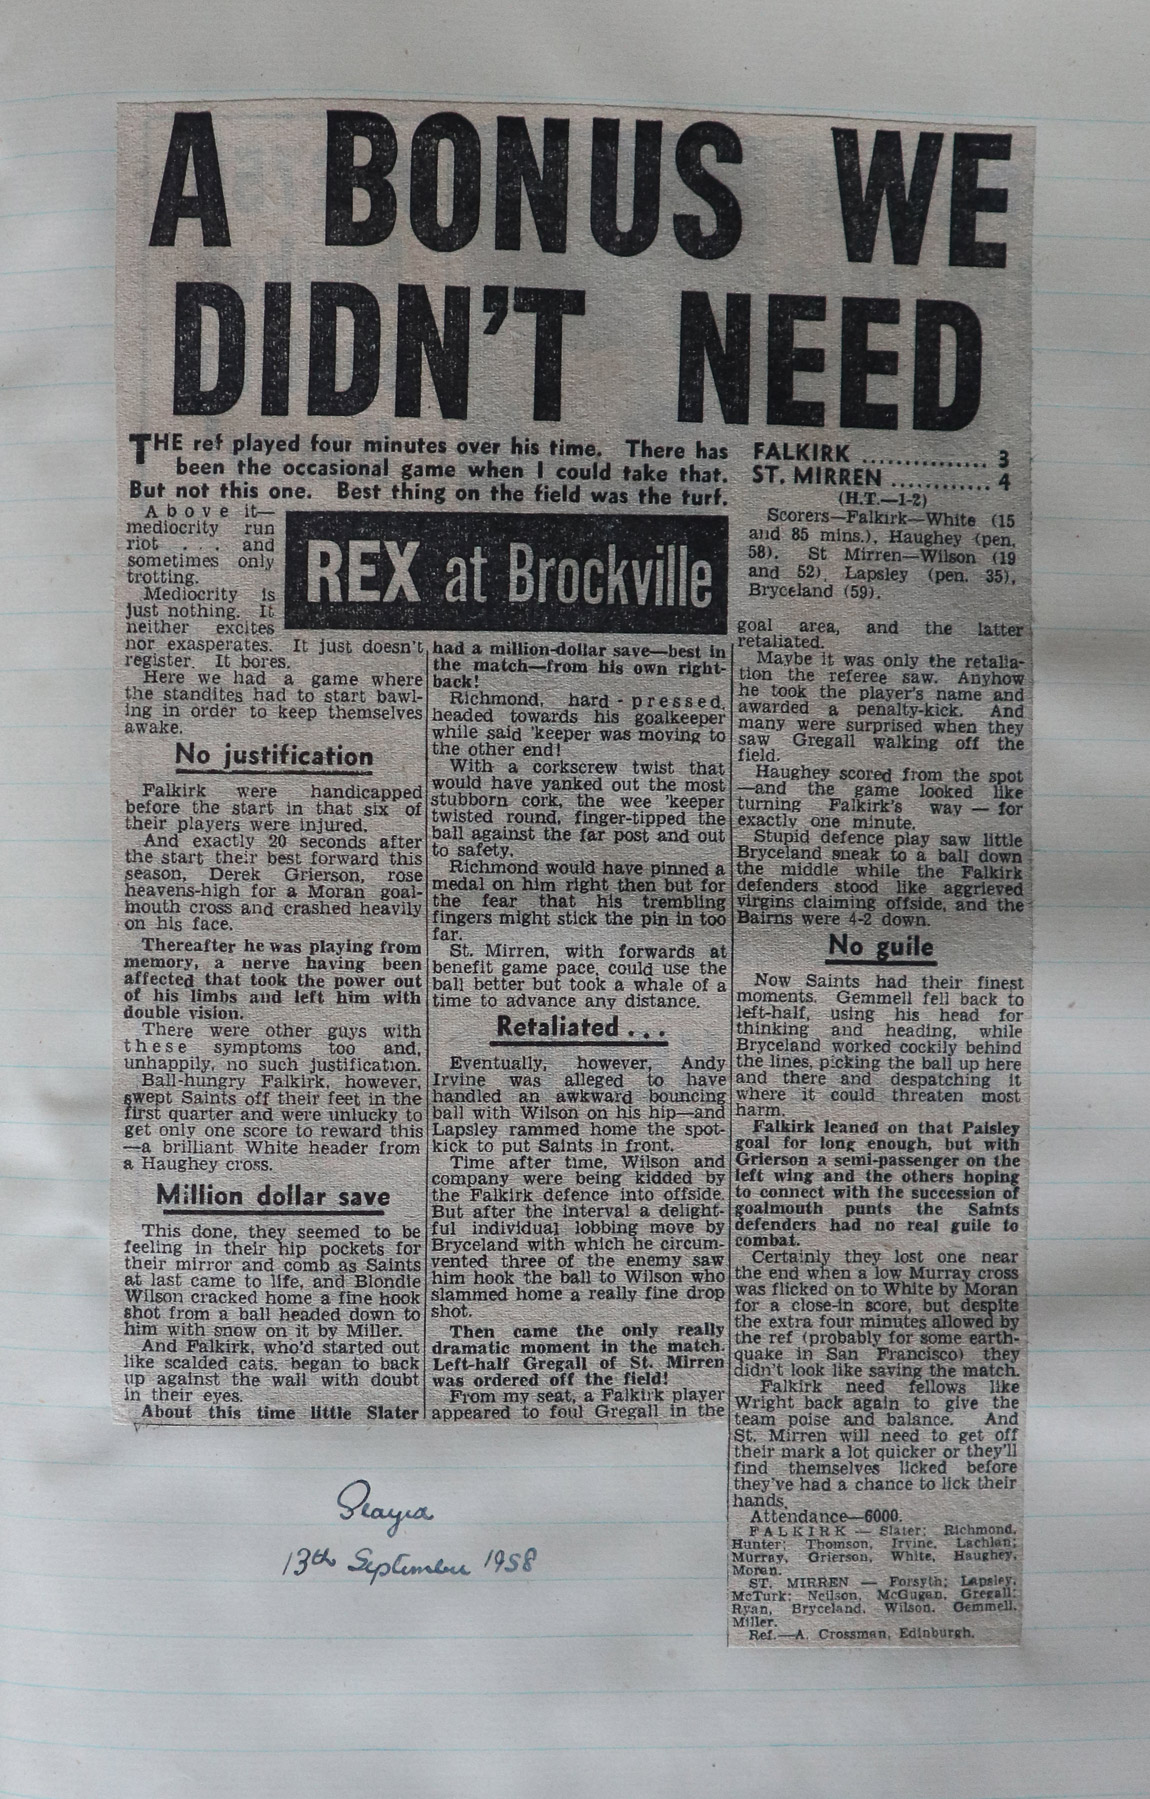 A BONUS WE
DIDN'T NEED
THE ref played four minutes over his time. There has
been the occasional game when I could take that.
But not this one. Best thing on the field was the turf.
Above it—
mediocrity run
riot . . . and
sometimes only
trotting.
Mediocrity is
just nothing. It
neither excites
nor exasperates. It just doesn't
register. It bores.
Here we had a game where
the standites had to start bawl-
ing in order to keep themselves
awake.
No justification
Falkirk were handicapped
before the start in that six of
their players were injured.
And exactly 20 seconds after
the start their best forward this
season, Derek Grierson, rose
heavens-high for a Moran goal-
mouth cross and crashed heavily
on his face.
Thereafter he was playing from
memory, a nerve having been
affected that took the power out
of his limbs and left him with
double vision.
There were other guys with
these symptoms too and,
unhappily, no such justification.
Ball-hungry Falkirk, however,
swept Saints off their feet in the
first quarter and were unlucky to
get only one score to reward this
—a brilliant White header from
a Haughey cross.
Million dollar save
This done, they seemed to be
feeling in their hip pockets for
their mirror and comb as Saints
at last came to life, and Blondie
Wilson cracked home a fine hook
shot from a ball headed down to
him with snow on it by Miller.
And Falkirk, who'd started out
like scalded cats, began to back
up against the wall with doubt
in their eyes.
About this time little Slater
REX at Brockville
had a million-dollar save—best in
the match—from his own right-
back!
Richmond, hard-pressed,
headed towards his goalkeeper
while said 'keeper was moving to
the other end!
With a corkscrew twist that
would have yanked out the most
stubborn cork, the wee 'keeper
twisted round, finger-tipped the
ball against the far post and out
to safety.
Richmond would have pinned a
medal on him right then but for
the fear that his trembling
fingers might stick the pin in too
far.
St. Mirren, with forwards at
benefit game pace, could use the
ball better but took a whale of a
time to advance any distance.
Retaliated . . .
Eventually, however, Andy
Irvine was alleged to have
handled an awkward bouncing
ball with Wilson on his hip—and
Lapsley rammed home the spot-
kick to put Saints in front.
Time after time, Wilson and
company were being kidded by
the Falkirk defence into offside.
But after the interval a delight-
ful individual lobbing move by
Bryceland with which he circum-
vented three of the enemy saw
him hook the ball to Wilson who
slammed home a really fine drop
shot.
Then came the only really
dramatic moment in the match.
Left-half Gregall of St. Mirren
was ordered off the field!
From my seat, a Falkirk player
appeared to foul Gregall in the
FALKIRK .............. 3
ST. MIRREN ............ 4
(H.T.—1-2)
Scorers—Falkirk—White (15
and 85 mins.), Haughey (pen.
58). St Mirren—Wilson (19
and 52), Lapsley (pen. 35),
Bryceland (59).
goal area, and the latter
retaliated.
Maybe it was only the retalia-
tion the referee saw. Anyhow
he took the player's name and
awarded a penalty-kick. And
many were surprised when they
saw Gregall walking off the
field.
Haughey scored from the spot
—and the game looked like
turning Falkirk's way — for
exactly one minute.
Stupid defence play saw little
Bryceland sneak to a ball down
the middle while the Falkirk
defenders stood like aggrieved
virgins claiming offside, and the
Bairns were 4-2 down.
No guile
Now Saints had their finest
moments. Gemmell fell back to
left-half, using his head for
thinking and heading, while
Bryceland worked cockily behind
the lines, picking the ball up here
and there and despatching it
where it could threaten most
harm.
Falkirk leaned on that Paisley
goal for long enough, but with
Grierson a semi-passenger on the
left wing and the others hoping
to connect with the succession of
goalmouth punts the Saints
defenders had no real guile to
combat.
Certainly they lost one near
the end when a low Murray cross
was flicked on to White by Moran
for a close-in score, but despite
the extra four minutes allowed by
the ref (probably for some earth-
quake in San Francisco) they
didn't look like saving the match.
Falkirk need fellows like
Wright back again to give the
team poise and balance. And
St. Mirren will need to get off
their mark a lot quicker or they'll
find themselves licked before
they've had a chance to lick their
hands.
Attendance—6000.
FALKIRK — Slater; Richmond,
Hunter; Thomson, Irvine, Lachlan;
Murray, Grierson, White, Haughey,
Moran.
ST. MIRREN — Forsyth; Lapsley,
McTurk; Neilson, McGugan, Gregall;
Ryan, Bryceland, Wilson, Gemmell,
Miller.
Ref.—A. Crossman, Edinburgh.
Played
13th September 1958